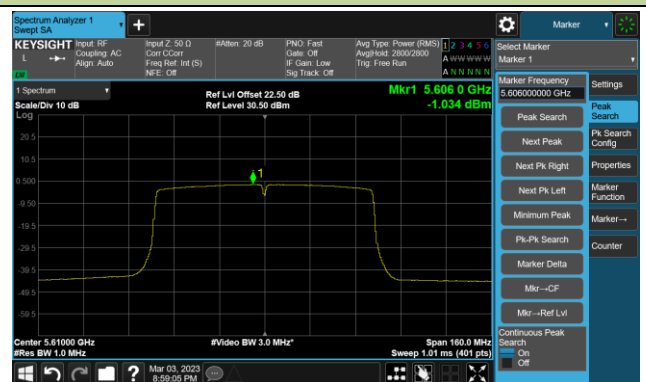 Spectrum Analyzer 1
Swept SA
Marker
KEYSIGHT
L
LW
Input: RF
Coupling: AC
Align: Auto
Input Z: 50 Ω
Corr CCorr
Freq Ref: Int (S)
NFE: Off
#Atten: 20 dB
PNO: Fast
Gate: Off
IF Gain: Low
Sig Track: Off
Avg Type: Power (RMS)
Avg|Hold: 2800/2800
Trig: Free Run
1 2 3 4 5 6
A W W W W W
A N N N N N
Select Marker
Marker 1
1 Spectrum
Scale/Div 10 dB
Ref Lvl Offset 22.50 dB
Ref Level 30.50 dBm
Mkr1 5.606 0 GHz
-1.034 dBm
Log
20.5
10.5
0.500
-9.50
-19.5
-29.5
-39.5
-49.5
-59.5
1
Center 5.61000 GHz
#Res BW 1.0 MHz
#Video BW 3.0 MHz*
Span 160.0 MHz
Sweep 1.01 ms (401 pts)
Marker Frequency
5.606000000 GHz
Peak Search
Next Peak
Next Pk Right
Next Pk Left
Minimum Peak
Pk-Pk Search
Marker Delta
Mkr→CF
Mkr→Ref Lvl
Continuous Peak
Search
On
Off
Settings
Peak
Search
Pk Search
Config
Properties
Marker
Function
Marker→
Counter
?
Mar 03, 2023
8:59:05 PM